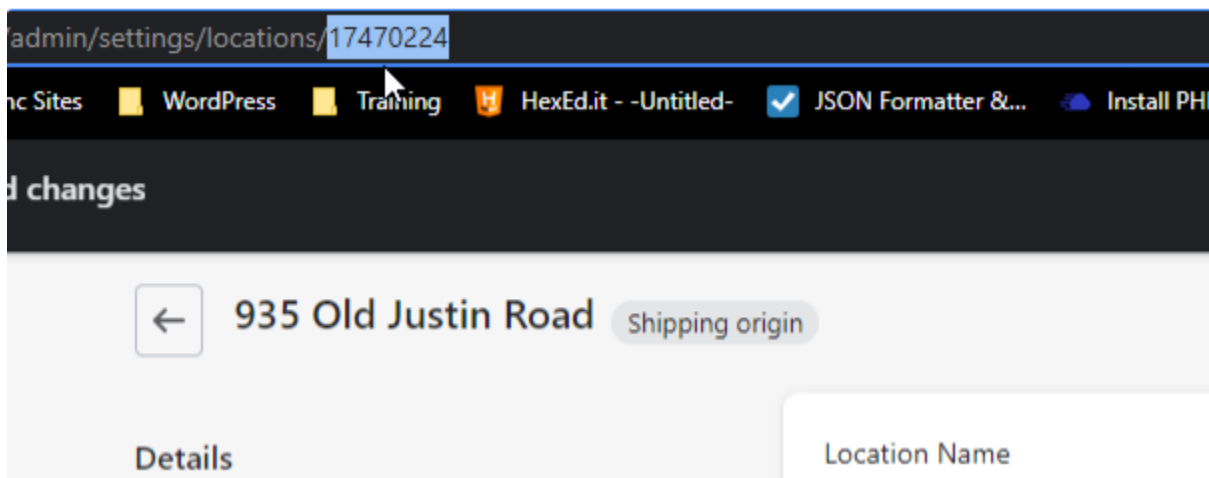 /admin/settings/locations/17470224
nc Sites WordPress Training HexEd.it - -Untitled- JSON Formatter &... Install PH
d changes
935 Old Justin Road Shipping origin
Details Location Name